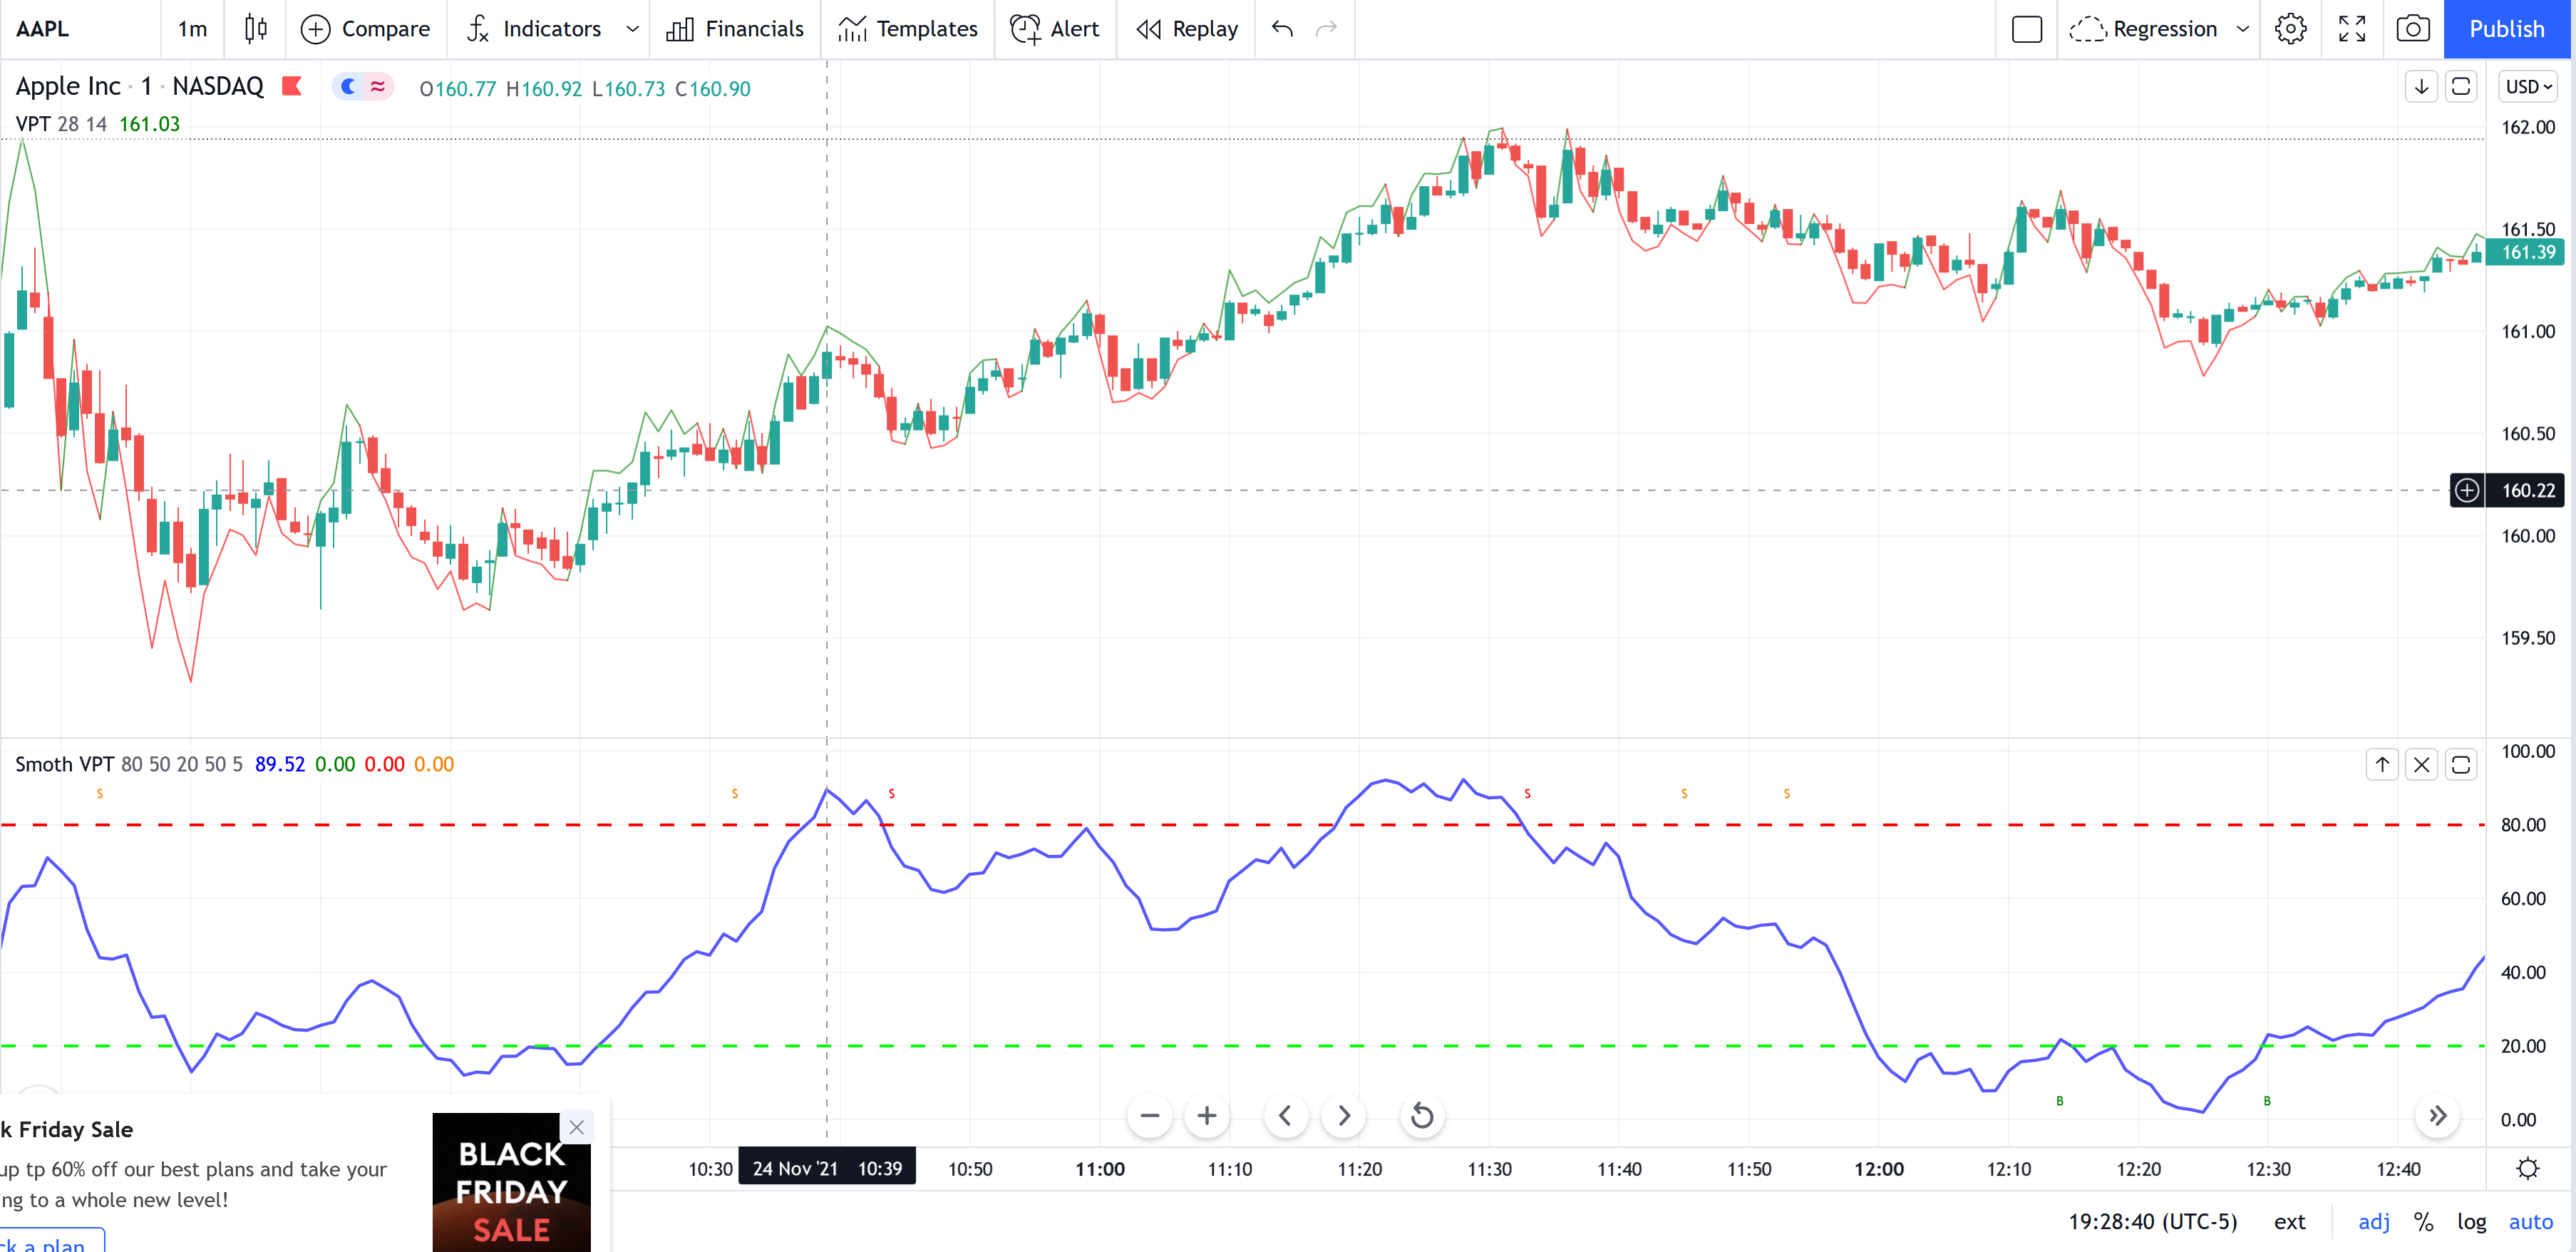 AAPL 1m Compare Indicators Financials Templates Alert Replay Regression Publish
Apple Inc · 1 · NASDAQ O160.77 H160.92 L160.73 C160.90 USD
VPT 28 14 161.03
162.00
161.50
161.39
161.00
160.50
160.22
160.00
159.50
Smoth VPT 80 50 20 50 5 89.52 0.00 0.00 0.00
100.00
S S S S S S
80.00
60.00
40.00
20.00
B B
0.00
k Friday Sale
up tp 60% off our best plans and take your
ing to a whole new level!
ck a plan
BLACK
FRIDAY
SALE
10:30 24 Nov '21 10:39 10:50 11:00 11:10 11:20 11:30 11:40 11:50 12:00 12:10 12:20 12:30 12:40
19:28:40 (UTC-5) ext adj % log auto